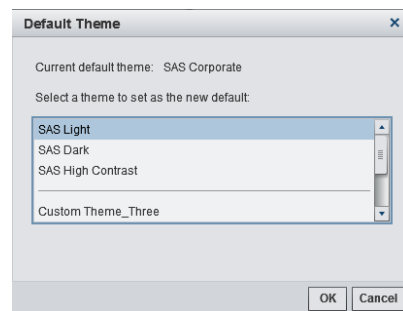 Default Theme
Current default theme: SAS Corporate
Select a theme to set as the new default:
SAS Light
SAS Dark
SAS High Contrast
Custom Theme_Three
OK Cancel